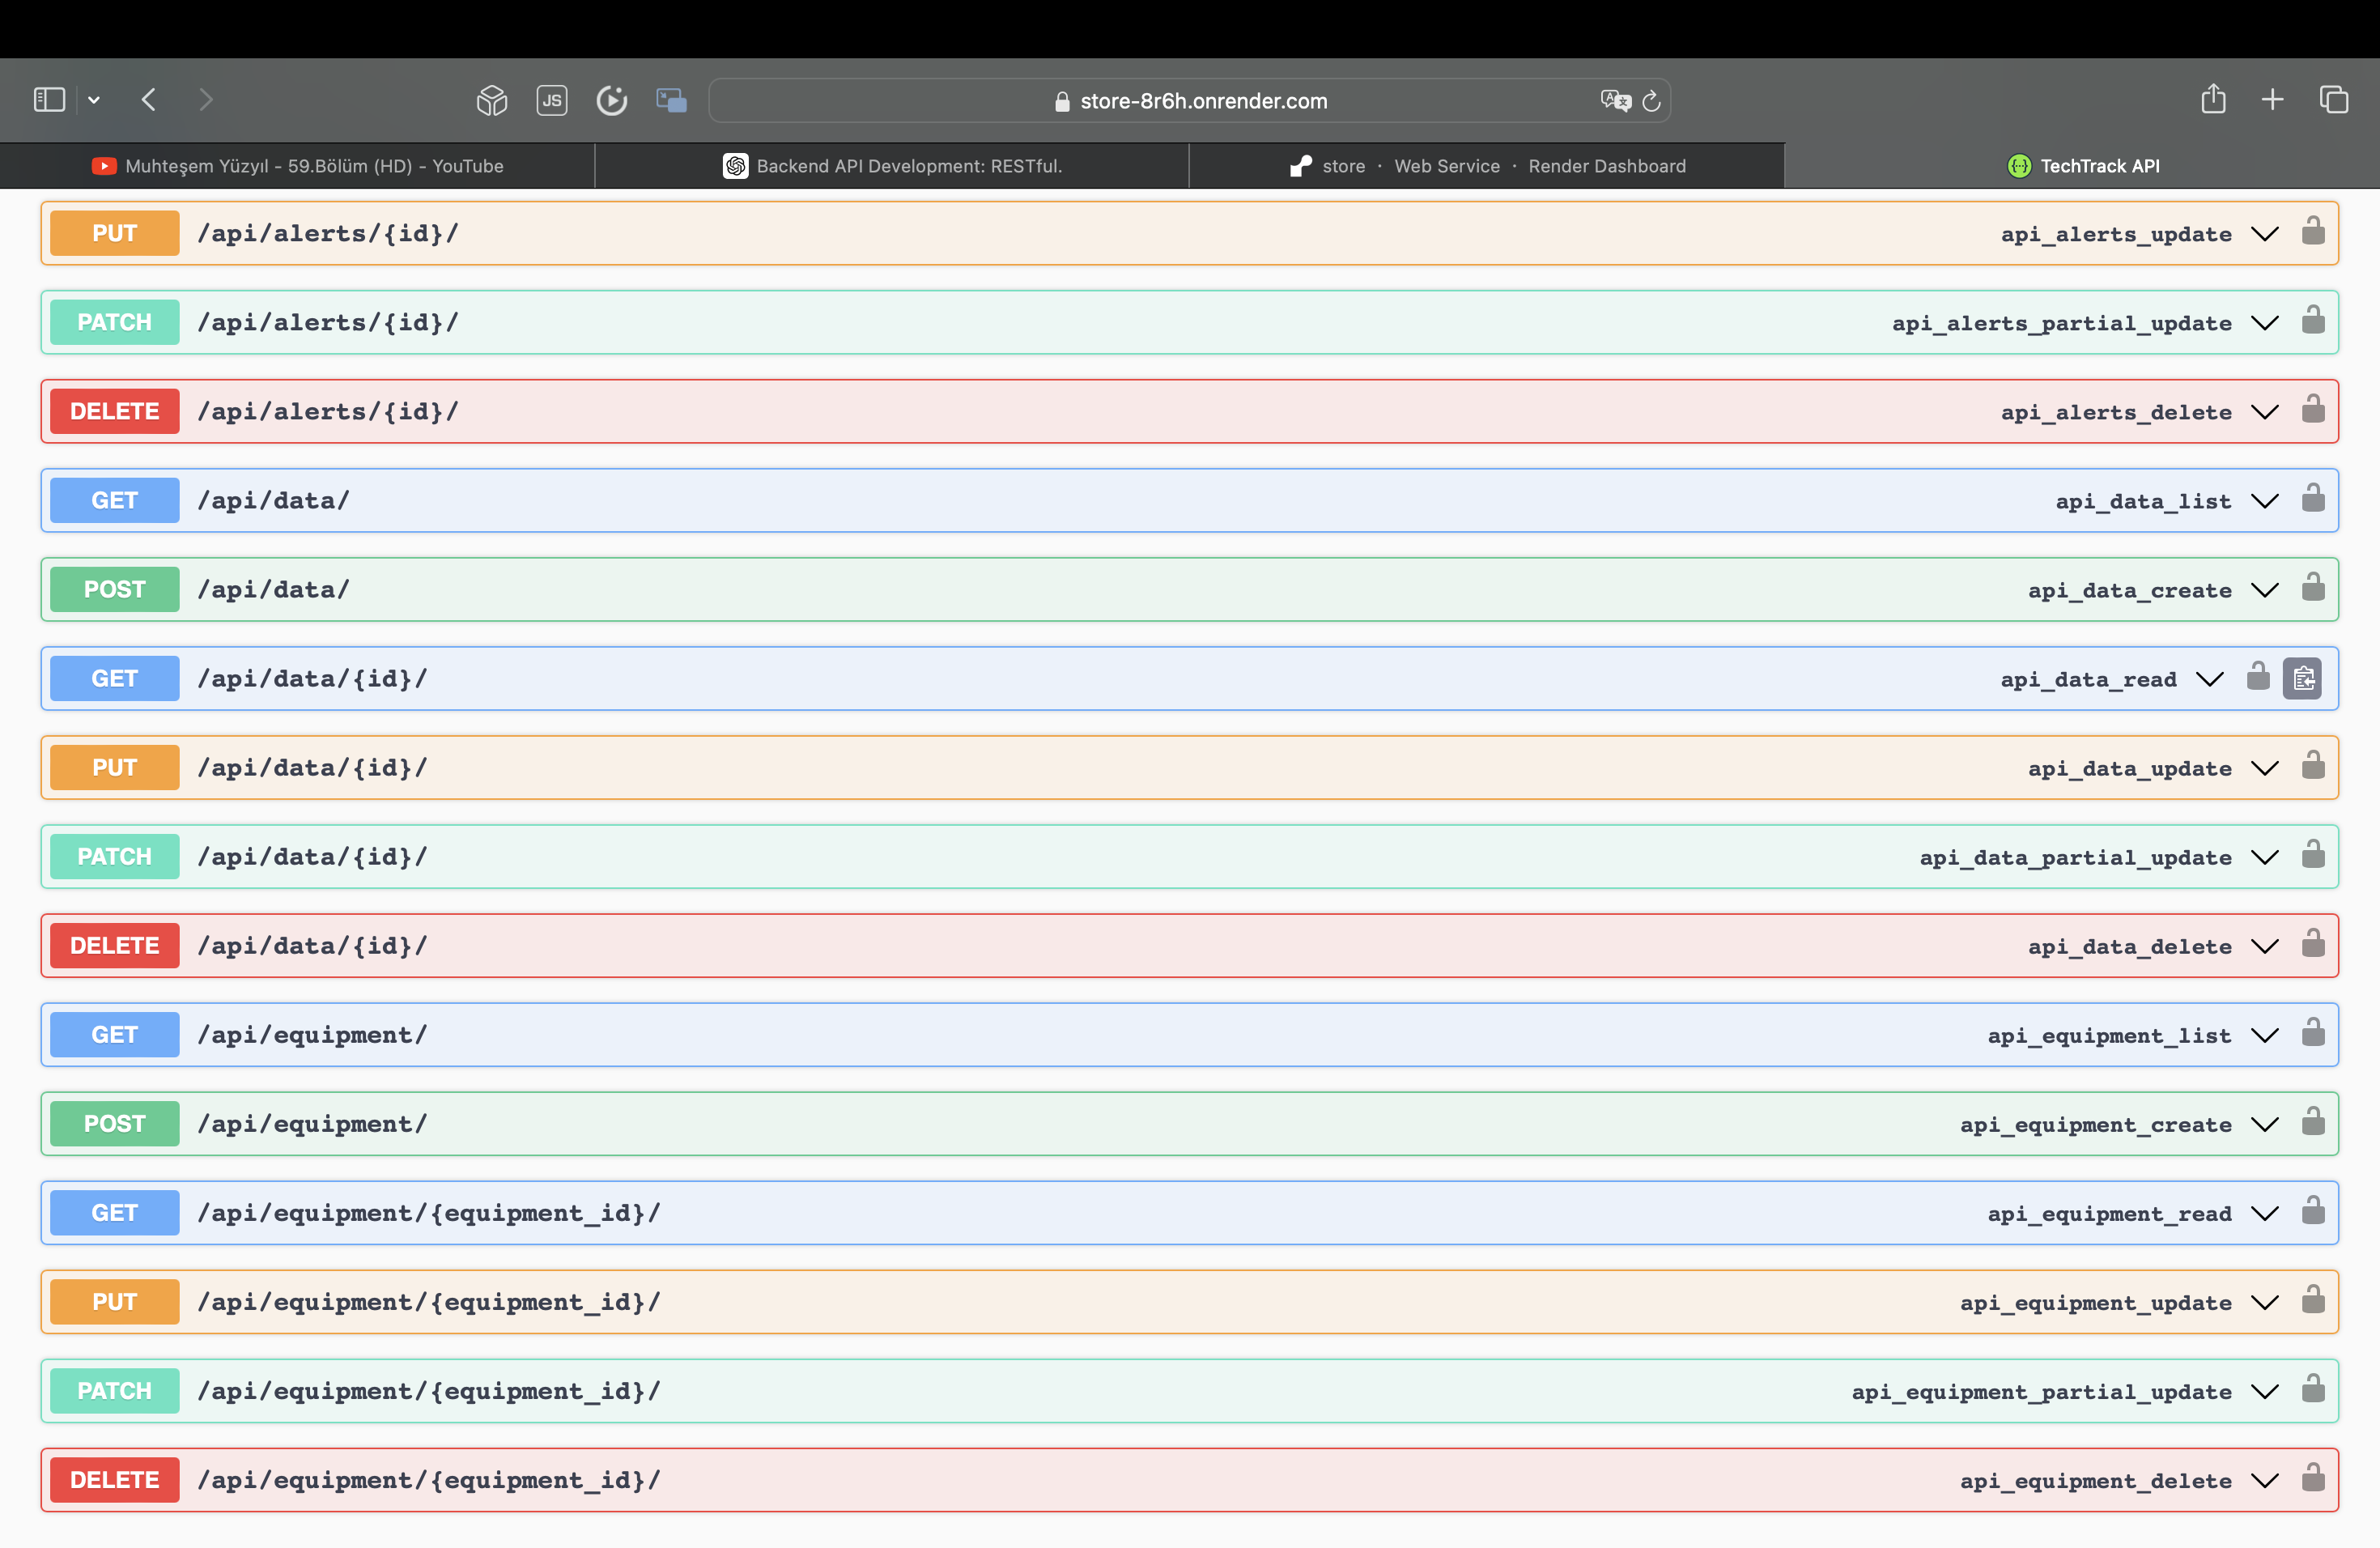 JS
store-8r6h.onrender.com
Muhteşem Yüzyıl - 59.Bölüm (HD) - YouTube
Backend API Development: RESTful.
store · Web Service · Render Dashboard
TechTrack API
PUT /api/alerts/{id}/ api_alerts_update
PATCH /api/alerts/{id}/ api_alerts_partial_update
DELETE /api/alerts/{id}/ api_alerts_delete
GET /api/data/ api_data_list
POST /api/data/ api_data_create
GET /api/data/{id}/ api_data_read
PUT /api/data/{id}/ api_data_update
PATCH /api/data/{id}/ api_data_partial_update
DELETE /api/data/{id}/ api_data_delete
GET /api/equipment/ api_equipment_list
POST /api/equipment/ api_equipment_create
GET /api/equipment/{equipment_id}/ api_equipment_read
PUT /api/equipment/{equipment_id}/ api_equipment_update
PATCH /api/equipment/{equipment_id}/ api_equipment_partial_update
DELETE /api/equipment/{equipment_id}/ api_equipment_delete